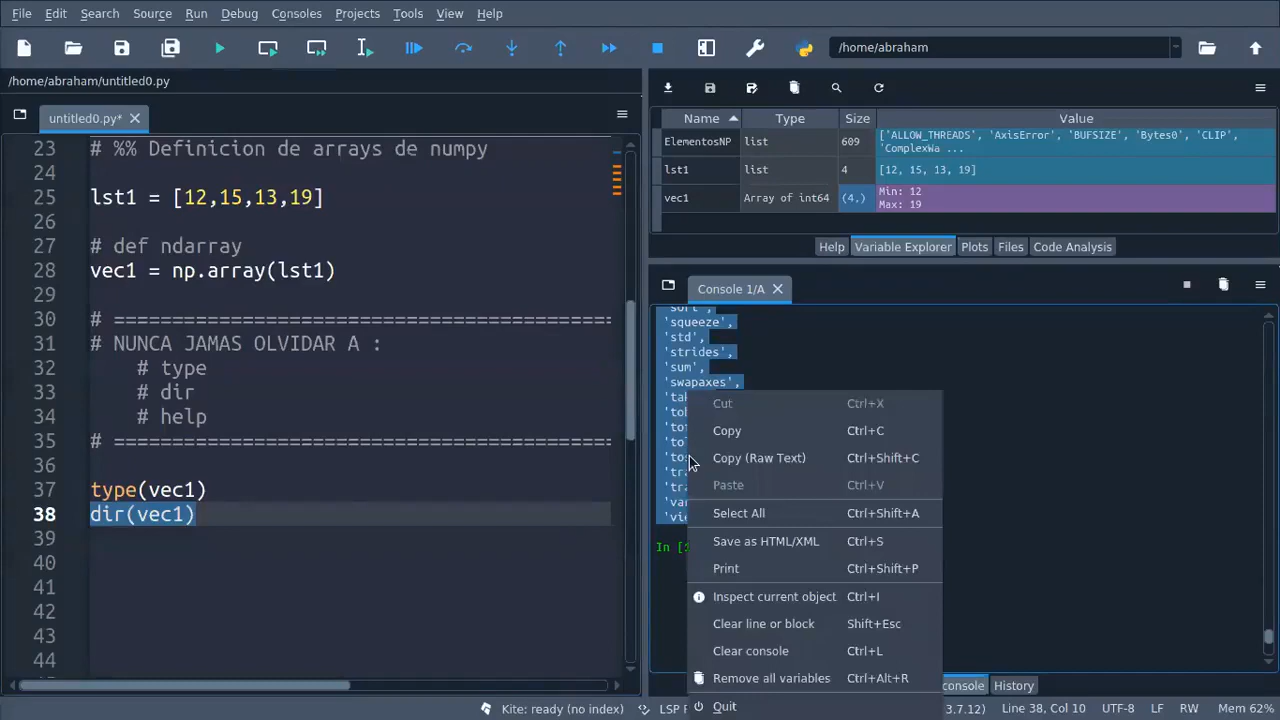 File Edit Search Source Run Debug Consoles Projects Tools View Help
/home/abraham
/home/abraham/untitled0.py
untitled0.py*
23 # %% Definicion de arrays de numpy
24
25 lst1 = [12,15,13,19]
26
27 # def ndarray
28 vec1 = np.array(lst1)
29
30 # ==========================================
31 # NUNCA JAMAS OLVIDAR A :
32 # type
33 # dir
34 # help
35 # ==========================================
36
37 type(vec1)
38 dir(vec1)
39
40
41
42
43
44
Name Type Size Value
ElementosNP list 609 ['ALLOW_THREADS', 'AxisError', 'BUFSIZE', 'Bytes0', 'CLIP',
'ComplexWa ...
lst1 list 4 [12, 15, 13, 19]
vec1 Array of int64 (4,) Min: 12
Max: 19
Help Variable Explorer Plots Files Code Analysis
Console 1/A
'sort',
'squeeze',
'std',
'strides',
'sum',
'swapaxes',
Cut Ctrl+X
Copy Ctrl+C
Copy (Raw Text) Ctrl+Shift+C
Paste Ctrl+V
Select All Ctrl+Shift+A
Save as HTML/XML Ctrl+S
Print Ctrl+Shift+P
Inspect current object Ctrl+I
Clear line or block Shift+Esc
Clear console Ctrl+L
Remove all variables Ctrl+Alt+R
Quit
In [
console History
Kite: ready (no index) LSP 3.7.12) Line 38, Col 10 UTF-8 LF RW Mem 62%